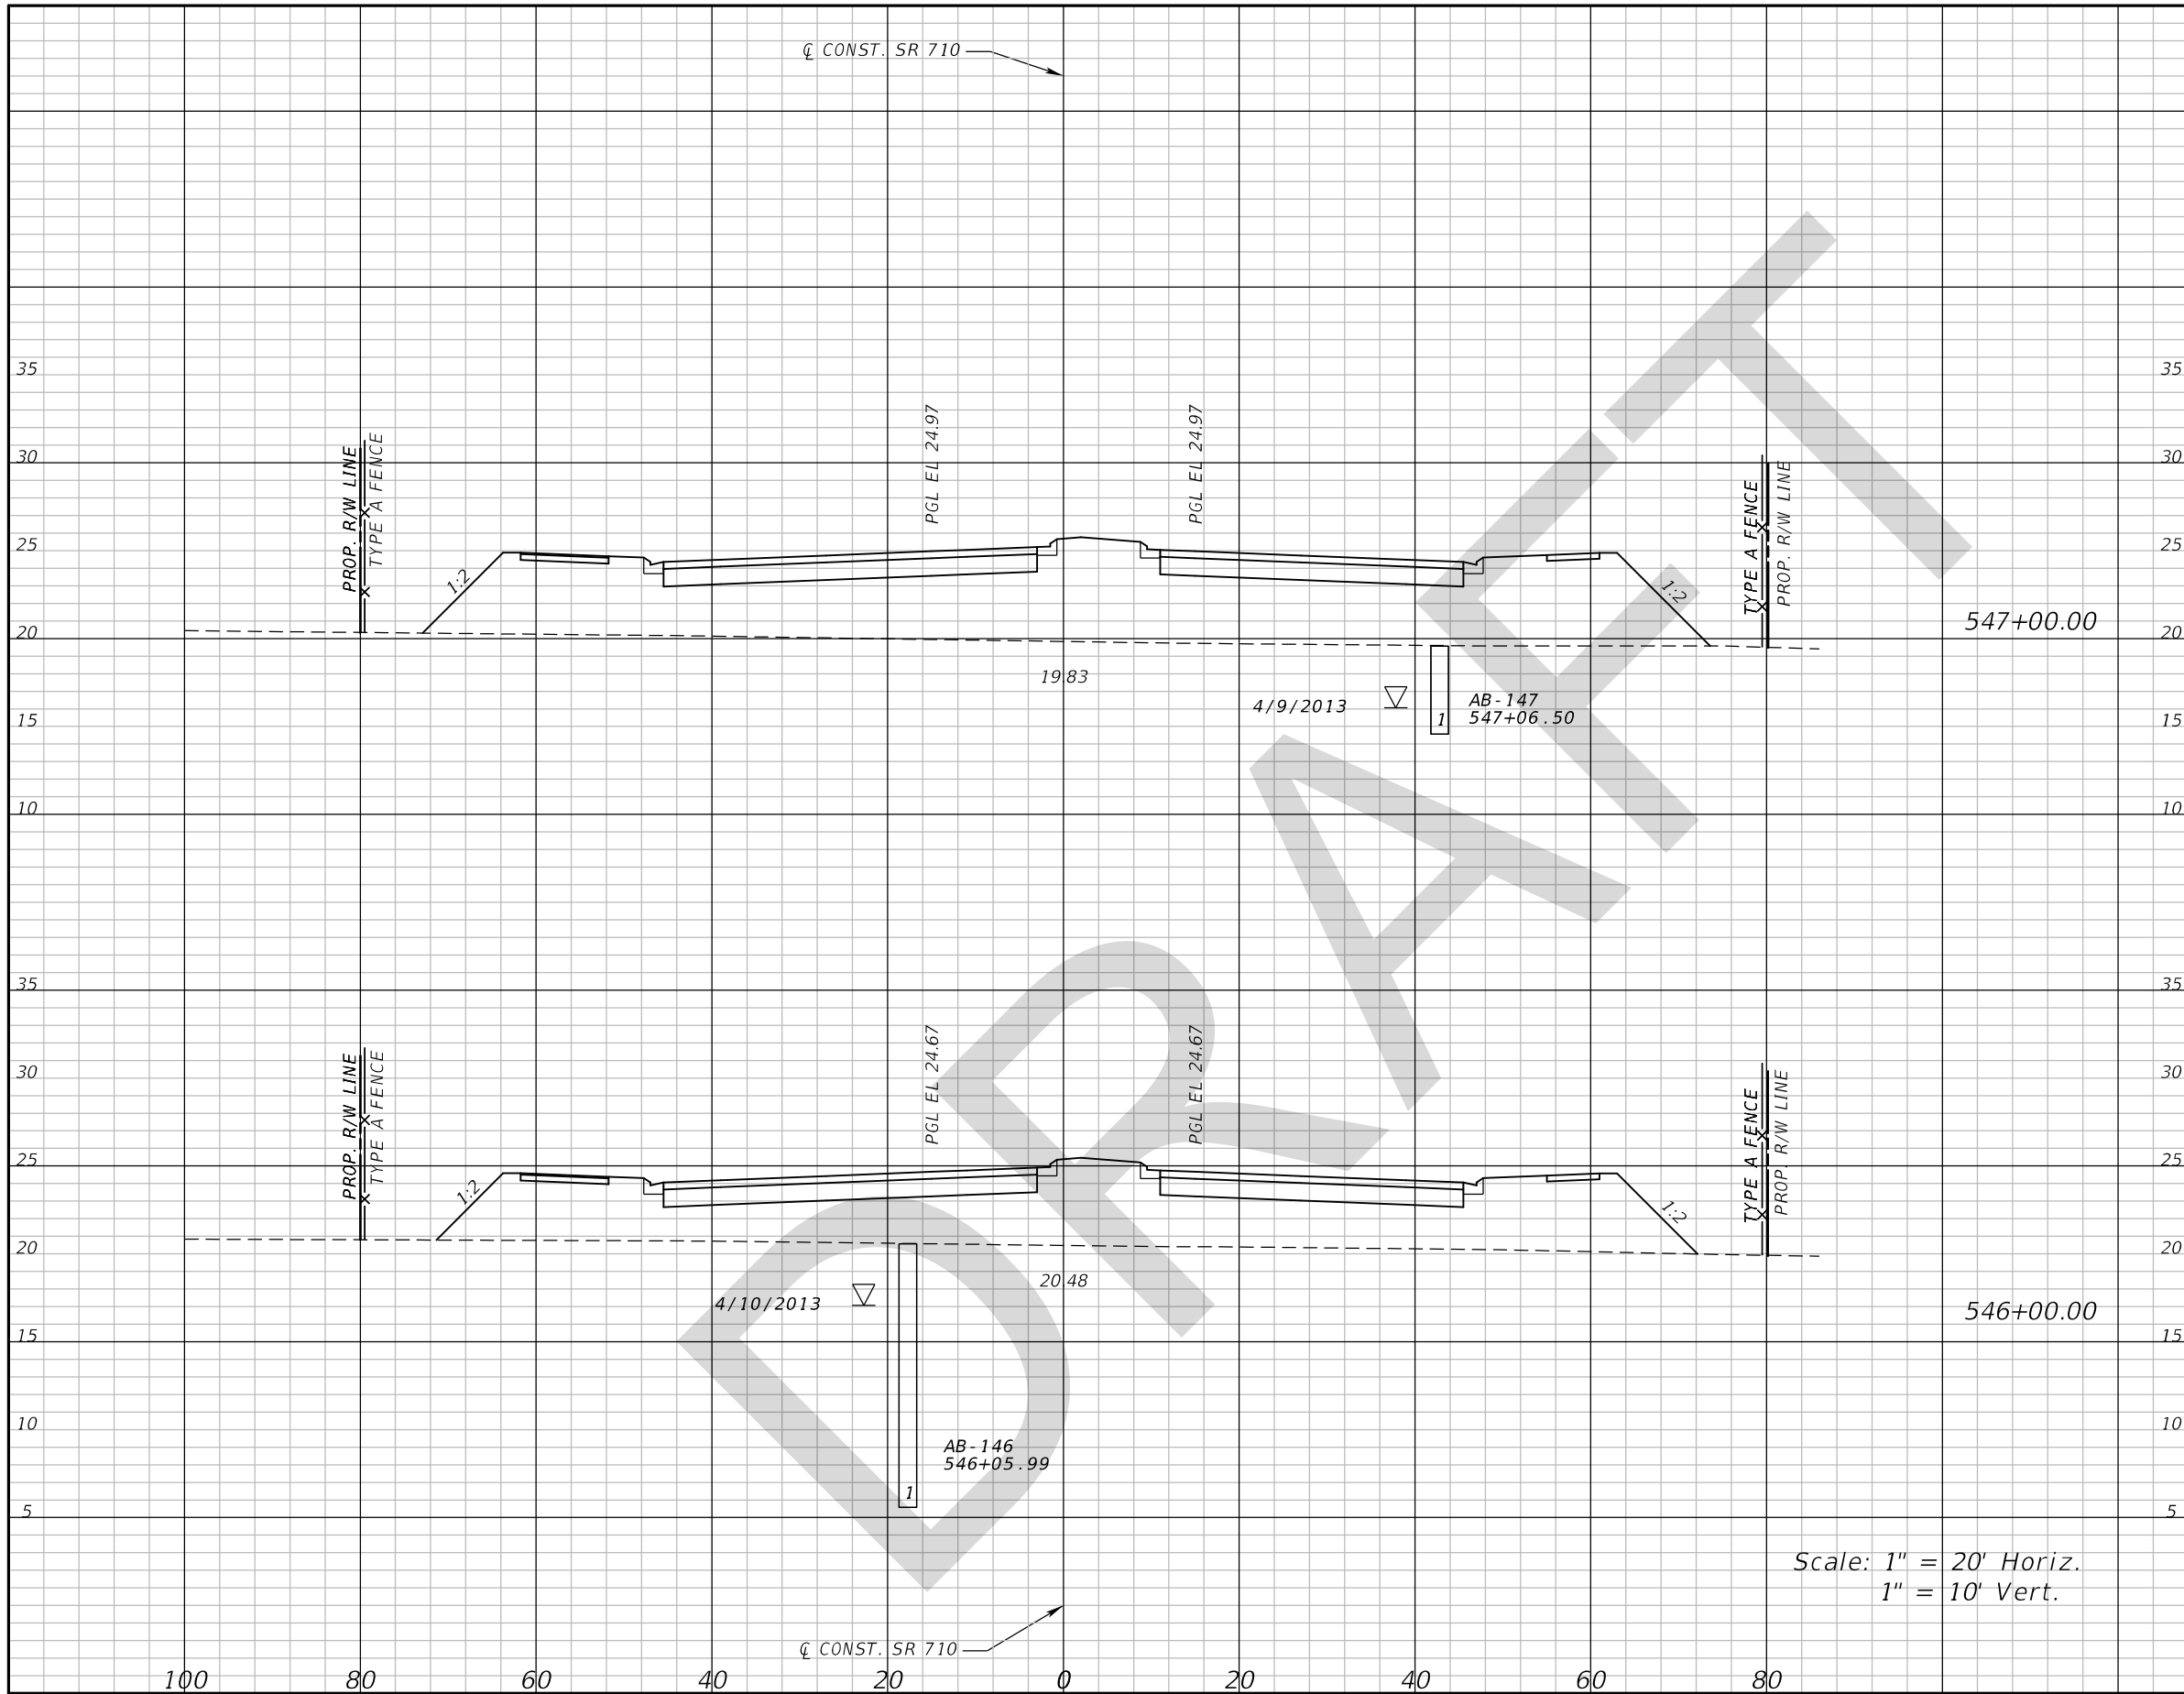 ℄ CONST. SR 710
35
35
PGL EL 24.97
PGL EL 24.97
PROP. R/W LINE
TYPE A FENCE
TYPE A FENCE
PROP. R/W LINE
30
30
25
25
1:2
1:2
547+00.00
20
20
19.83
4/9/2013
AB-147
547+06.50
1
15
15
10
10
35
35
PGL EL 24.67
PGL EL 24.67
PROP. R/W LINE
TYPE A FENCE
TYPE A FENCE
PROP. R/W LINE
30
30
25
25
1:2
1:2
20
20
20.48
4/10/2013
546+00.00
15
15
10
10
AB-146
546+05.99
1
5
5
Scale: 1" = 20' Horiz.
1" = 10' Vert.
℄ CONST. SR 710
100 80 60 40 20 0 20 40 60 80
DRAFT